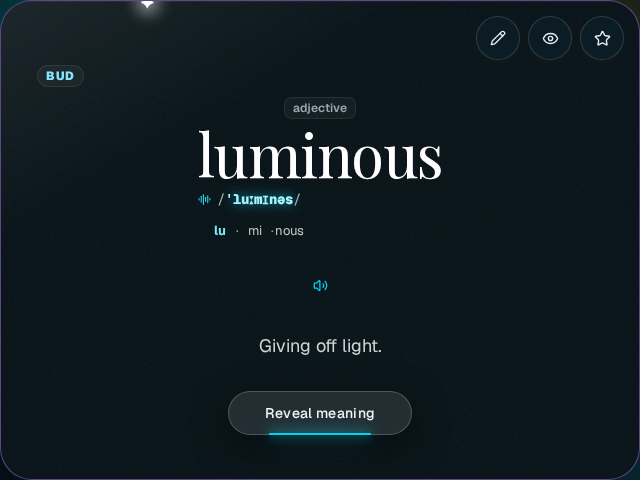 BUD
adjective
luminous
/ˈluːmɪnəs/
lu · mi ·nous
Giving off light.
Reveal meaning